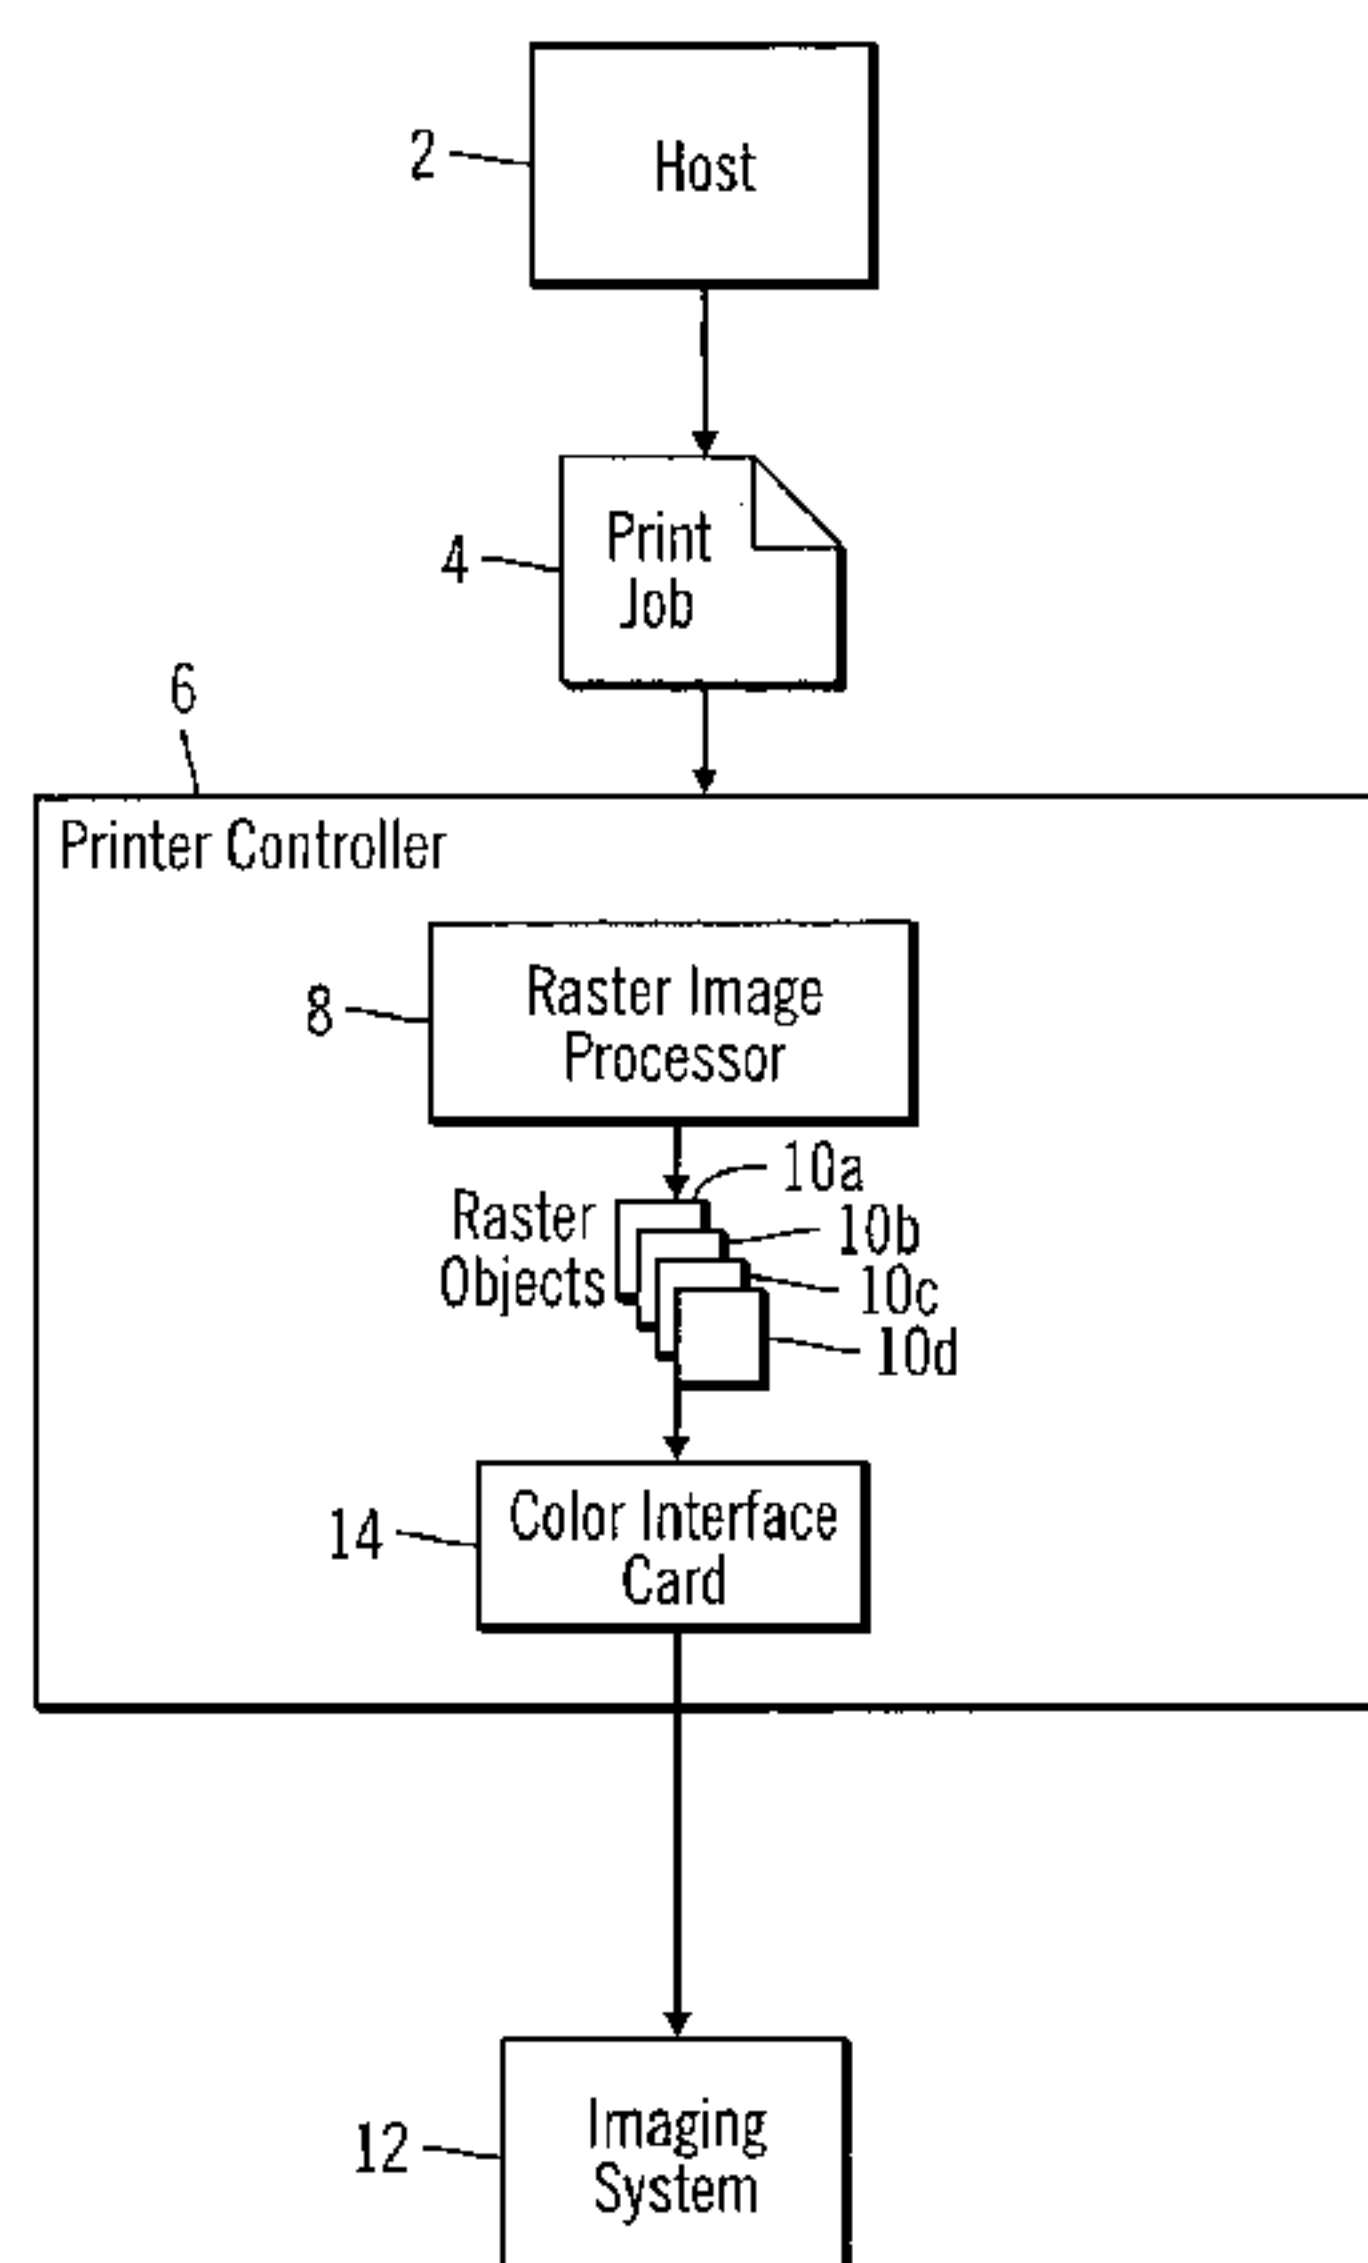 2
Host
4
Print
Job
6
Printer Controller
8
Raster Image
Processor
10a
Raster
10b
Objects
10c
10d
14
Color Interface
Card
12
Imaging
System